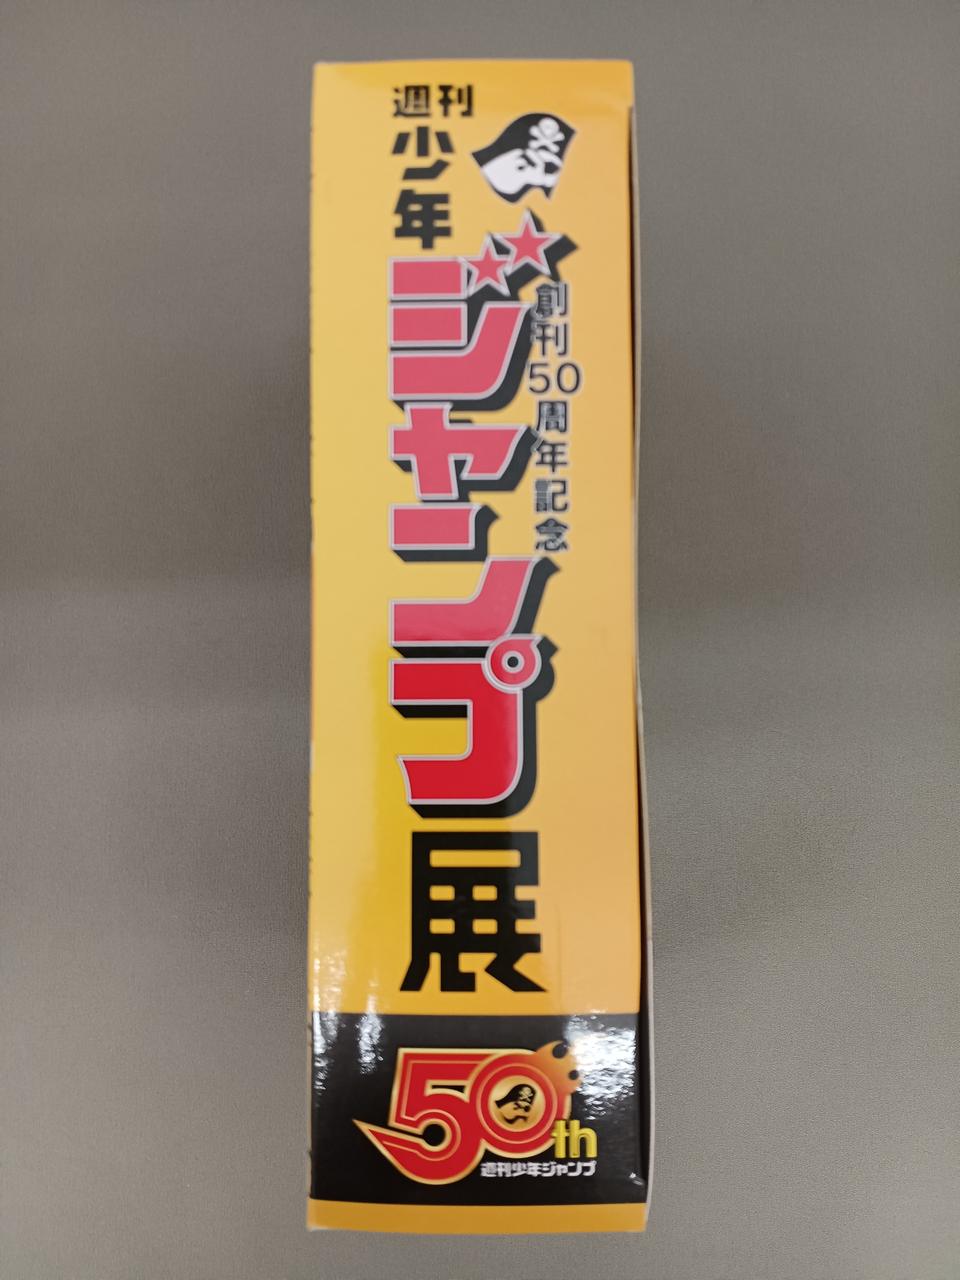 創刊50周年記念
週刊
少年
ジャンプ
展
50th
週刊少年ジャンプ